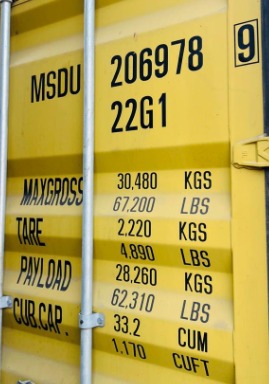 MSDU 206978 9
22G1
MAXGROSS 30,480 KGS
67,200 LBS
TARE 2,220 KGS
4,890 LBS
PAYLOAD 28,260 KGS
62,310 LBS
CUB.CAP. 33.2 CUM
1,170 CUFT